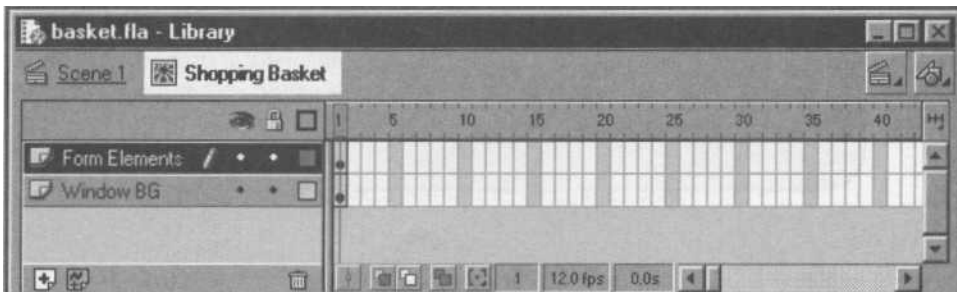 basket.fla - Library
Scene 1 Shopping Basket
1 5 10 15 20 25 30 35 40
Form Elements
Window BG
1 12.0 fps 0.0s